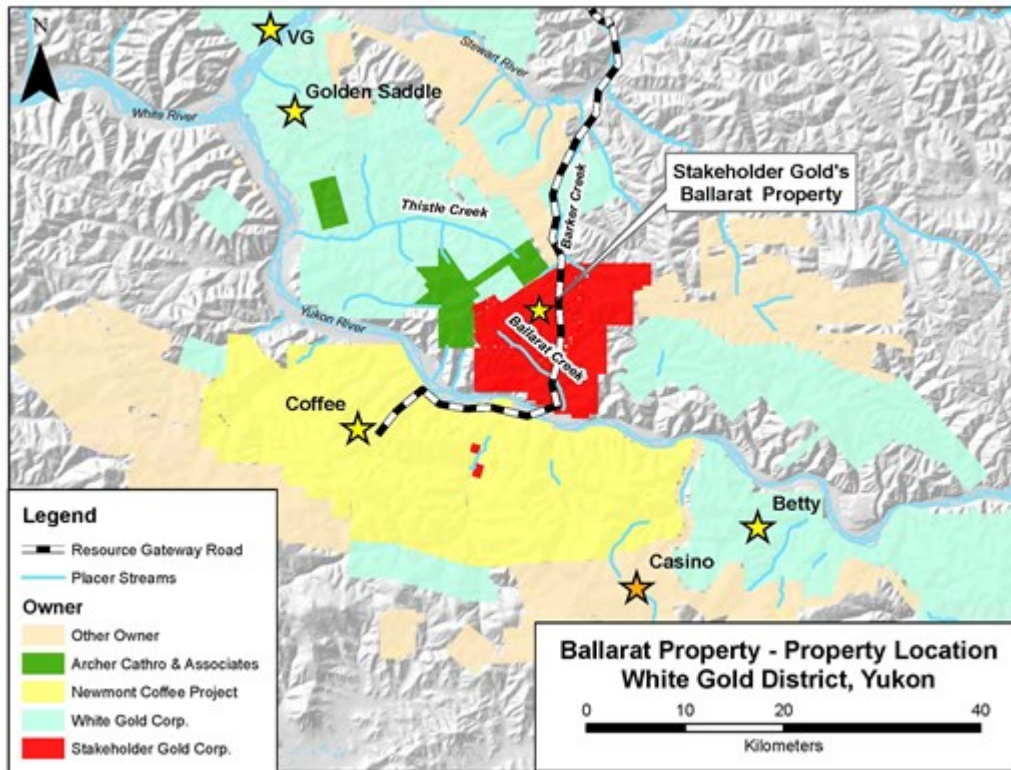 N
VG
Stewart River
Golden Saddle
White River
Stakeholder Gold's
Ballarat Property
Barker Creek
Thistle Creek
Yukon River
Ballarat Creek
Coffee
Betty
Casino
Legend
Resource Gateway Road
Placer Streams
Owner
Other Owner
Archer Cathro & Associates
Newmont Coffee Project
White Gold Corp.
Stakeholder Gold Corp.
Ballarat Property - Property Location
White Gold District, Yukon
0 10 20 40
Kilometers